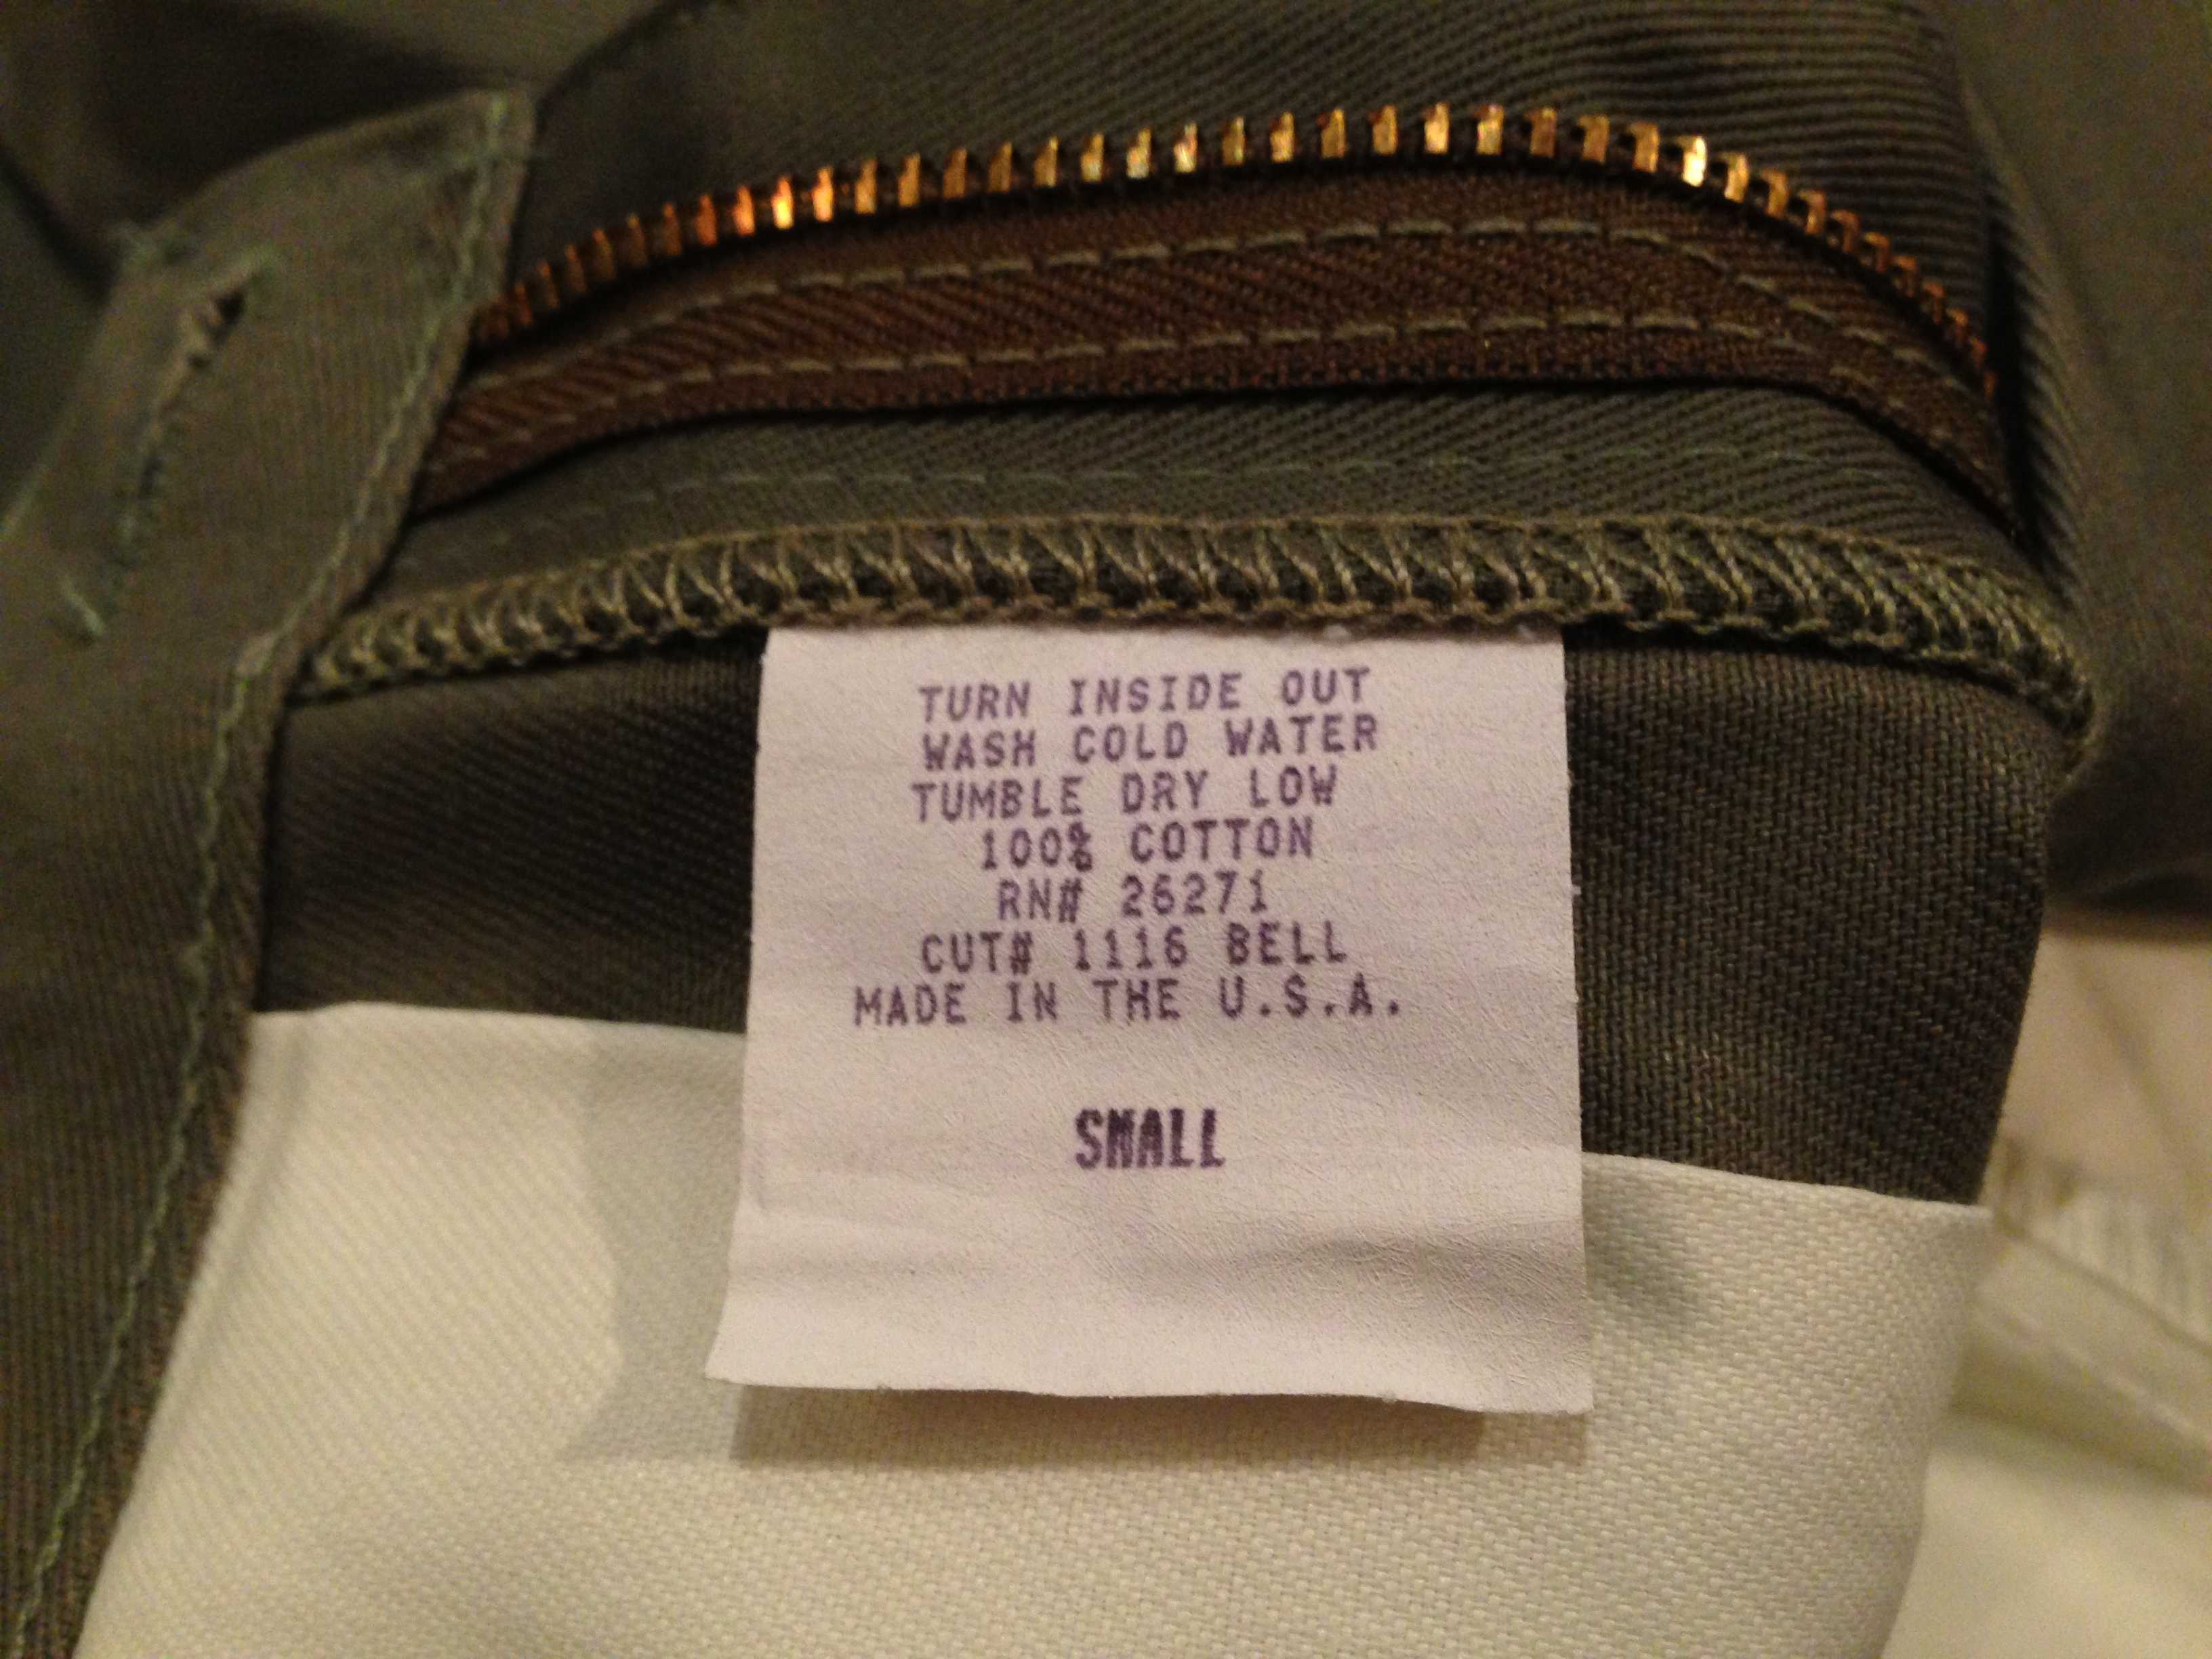 TURN INSIDE OUT
WASH COLD WATER
TUMBLE DRY LOW
100% COTTON
RN# 26271
CUT# 1116 BELL
MADE IN THE U.S.A.
SMALL